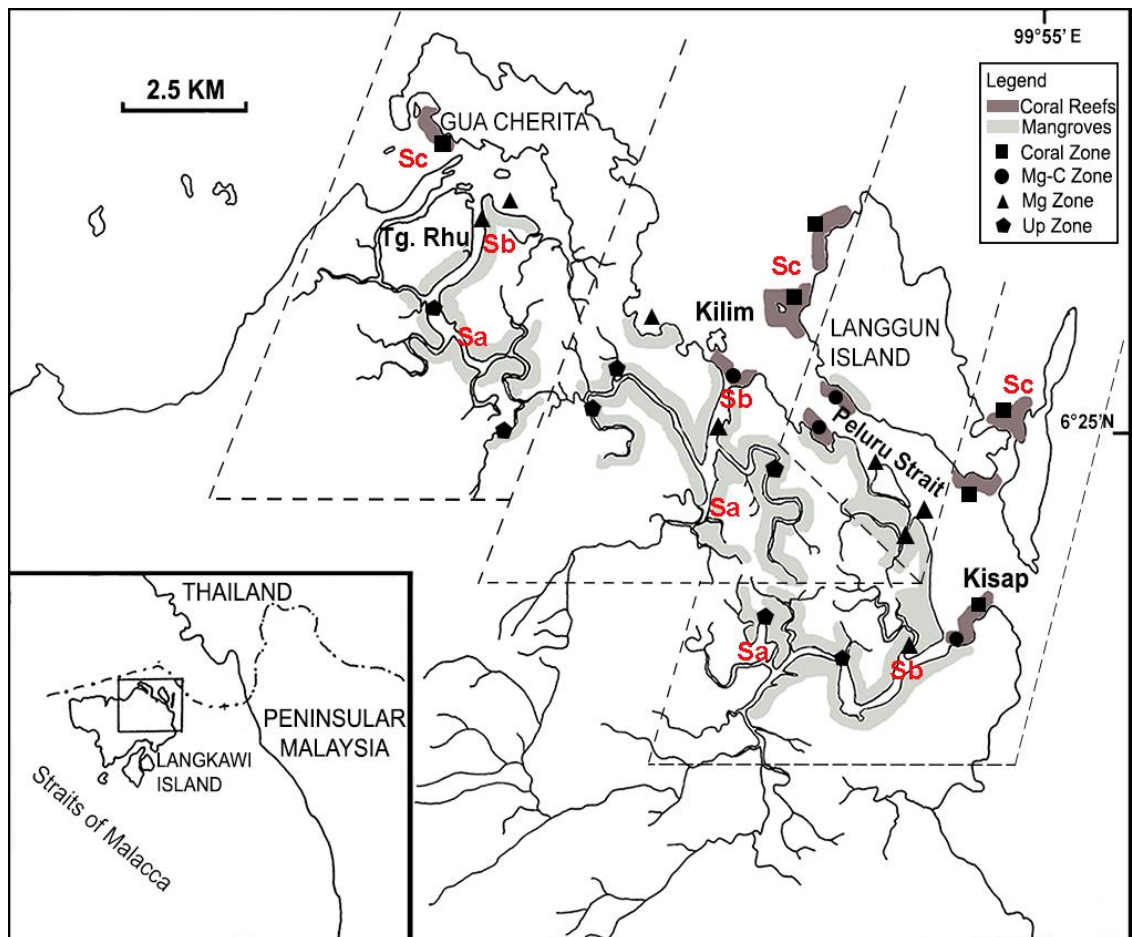 99°55' E
2.5 KM
Legend
Coral Reefs
Mangroves
Coral Zone
Mg-C Zone
Mg Zone
Up Zone
GUA CHERITA
Sc
Tg. Rhu
Sb
Sc
Kilim
LANGGUN
ISLAND
Sa
Sc
Sb
6°25'N
Peluru Strait
Sa
Kisap
Sa
Sb
THAILAND
PENINSULAR
MALAYSIA
LANGKAWI
ISLAND
Straits of Malacca